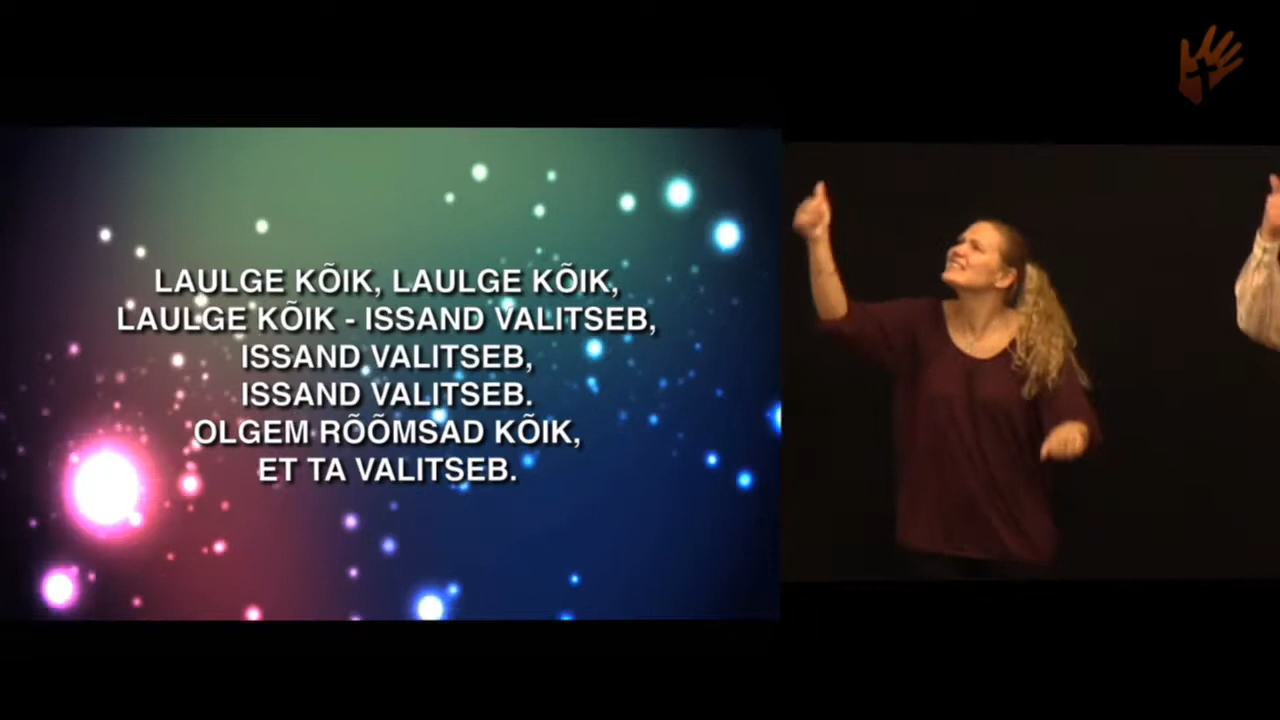 LAULGE KÕIK, LAULGE KÕIK,
LAULGE KÕIK - ISSAND VALITSEB,
ISSAND VALITSEB,
ISSAND VALITSEB.
OLGEM RÕÕMSAD KÕIK,
ET TA VALITSEB.